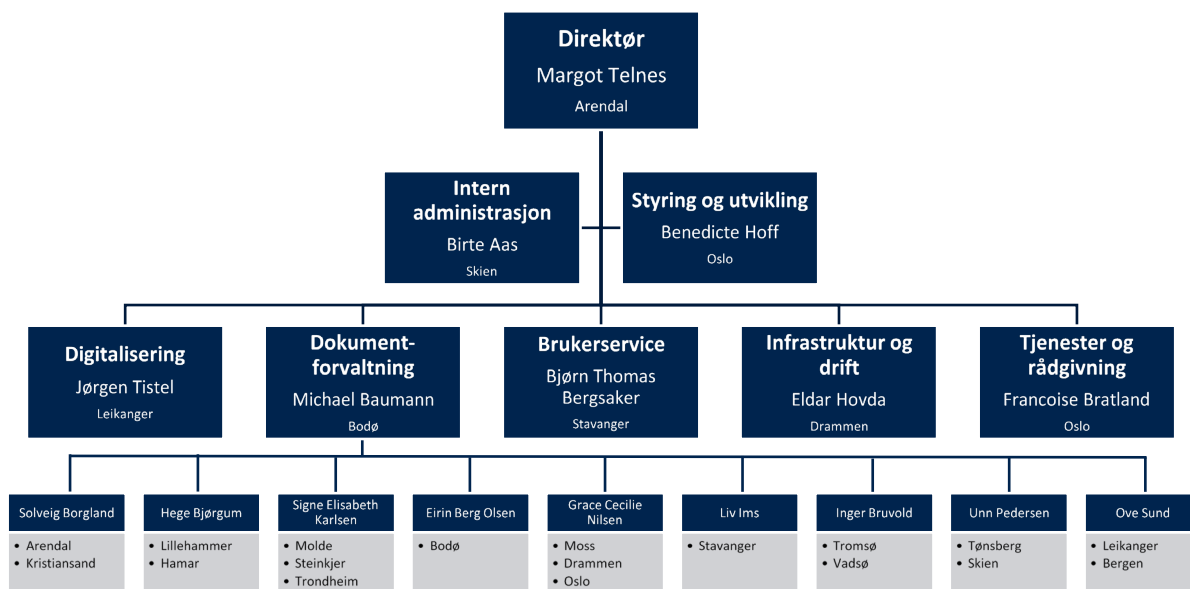 Direktør
Margot Telnes
Arendal
Intern
administrasjon
Birte Aas
Skien
Styring og utvikling
Benedicte Hoff
Oslo
Digitalisering
Jørgen Tistel
Leikanger
Dokument-
forvaltning
Michael Baumann
Bodø
Brukerservice
Bjørn Thomas
Bergsaker
Stavanger
Infrastruktur og
drift
Eldar Hovda
Drammen
Tjenester og
rådgivning
Francoise Bratland
Oslo
Solveig Borgland
• Arendal
• Kristiansand
Hege Bjørgum
• Lillehammer
• Hamar
Signe Elisabeth
Karlsen
• Molde
• Steinkjer
• Trondheim
Eirin Berg Olsen
• Bodø
Grace Cecilie
Nilsen
• Moss
• Drammen
• Oslo
Liv Ims
• Stavanger
Inger Bruvold
• Tromsø
• Vadsø
Unn Pedersen
• Tønsberg
• Skien
Ove Sund
• Leikanger
• Bergen